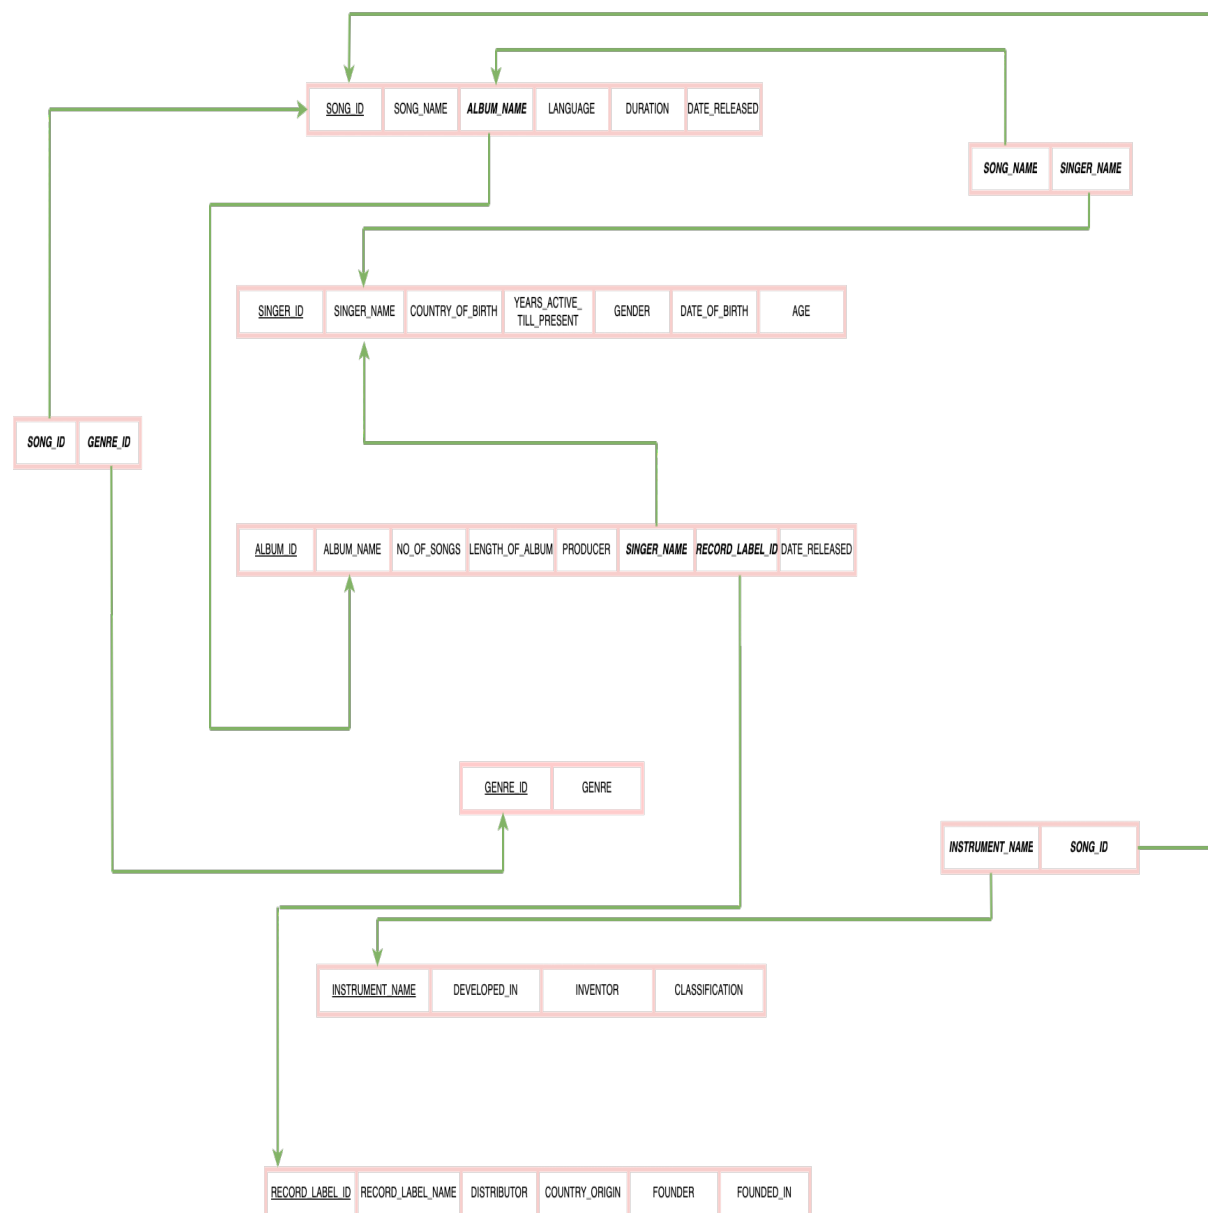 SONG_ID SONG_NAME ALBUM_NAME LANGUAGE DURATION DATE_RELEASED
SONG_NAME SINGER_NAME
SINGER_ID SINGER_NAME COUNTRY_OF_BIRTH YEARS_ACTIVE_ GENDER DATE_OF_BIRTH AGE
TILL_PRESENT
SONG_ID GENRE_ID
ALBUM_ID ALBUM_NAME NO_OF_SONGS LENGTH_OF_ALBUM PRODUCER SINGER_NAME RECORD_LABEL_ID DATE_RELEASED
GENRE_ID GENRE
INSTRUMENT_NAME SONG_ID
INSTRUMENT_NAME DEVELOPED_IN INVENTOR CLASSIFICATION
RECORD_LABEL_ID RECORD_LABEL_NAME DISTRIBUTOR COUNTRY_ORIGIN FOUNDER FOUNDED_IN